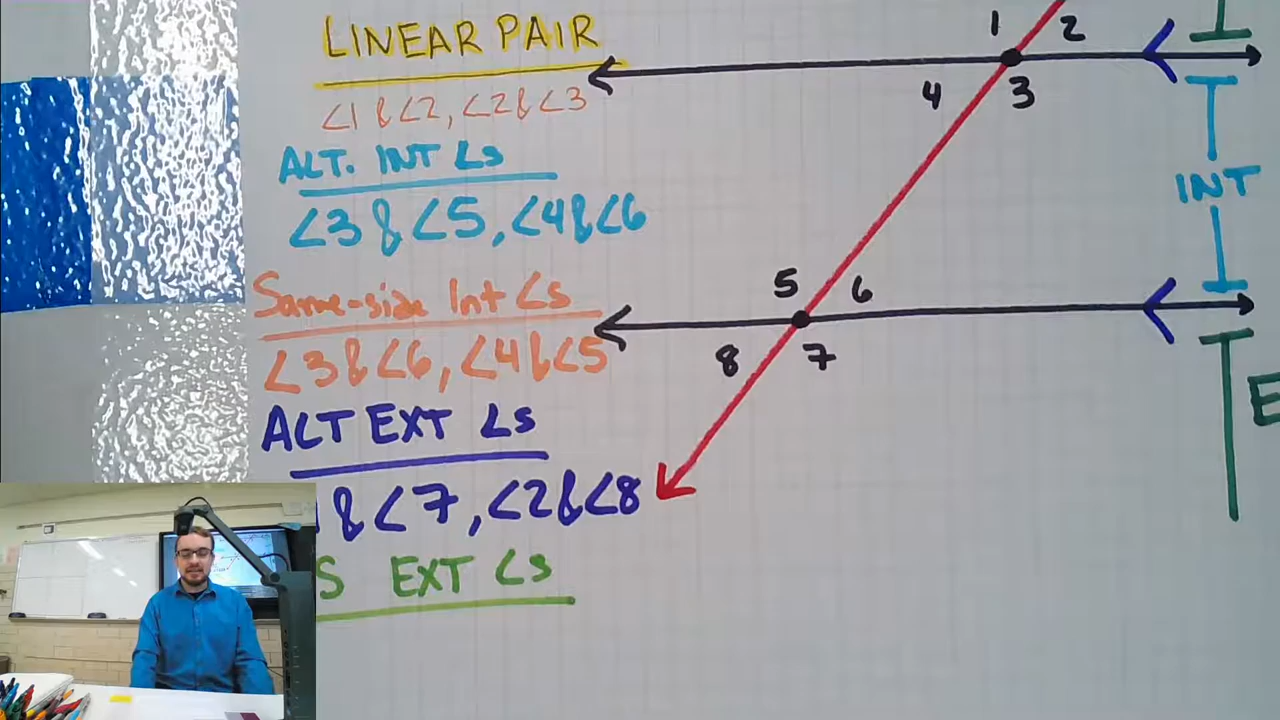 LINEAR PAIR
∠1 & ∠2, ∠2 & ∠3
ALT. INT ∠s
∠3 & ∠5, ∠4 & ∠6
Same-side Int ∠s
∠3 & ∠6, ∠4 & ∠5
ALT EXT ∠s
& ∠7, ∠2 & ∠8
S EXT ∠s
1 2
4 3
INT
5 6
8 7
E